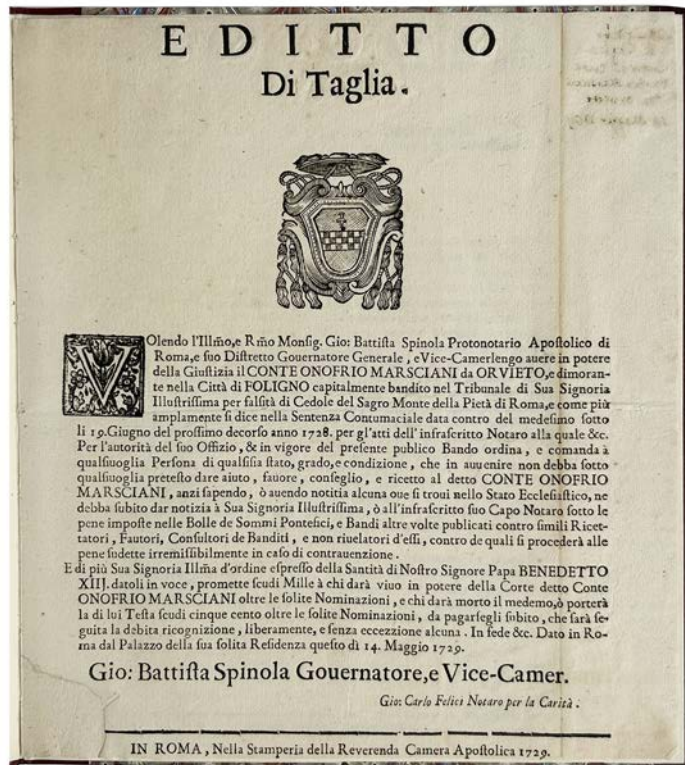 EDITTO
Di Taglia.
VOlendo l'Illm̃o, e Rm̃o Monſig. Gio: Battiſta Spinola Protonotario Apoſtolico di
Roma, e ſuo Diſtretto Gouernatore Generale, e Vice-Camerlengo auere in potere
della Giuſtizia il CONTE ONOFRIO MARSCIANI da ORVIETO, e dimoran-
te nella Città di FOLIGNO capitalmente bandito nel Tribunale di Sua Signoria
Illuſtriſſima per falſità di Cedole del Sagro Monte della Pietà di Roma, e come più
amplamente ſi dice nella Sentenza Contumaciale data contro del medeſimo ſotto
li 19. Giugno del proſſimo decorſo anno 1728. per gl'atti dell' infraſcritto Notaro alla quale &c.
Per l'autorità del ſuo Offizio, & in vigore del preſente publico Bando ordina, e comanda à
qualſiuoglia Perſona di qualſiſia ſtato, grado, e condizione, che in auuenire non debba ſotto
qualſiuoglia preteſto dare aiuto, fauore, conſeglio, e ricetto al detto CONTE ONOFRIO
MARSCIANI, anzi ſapendo, ò auendo notitia alcuna oue ſi troui nello Stato Eccleſiaſtico, ne
debba ſubito dar notizia à Sua Signoria Illuſtriſſima, ò all'infraſcritto ſuo Capo Notaro ſotto le
pene impoſte nelle Bolle de Sommi Ponteſici, e Bandi altre volte publicati contro ſimili Ricet-
tatori, Fautori, Conſultori de Banditi, e non riuelatori d'eſſi, contro de quali ſi procederà alle
pene ſudette irremiſſibilmente in caſo di contrauenzione.
E di più Sua Signoria Illm̃a d'ordine eſpreſſo della Santità di Noſtro Signore Papa BENEDETTO
XIIJ. datoli in voce, promette ſcudi Mille à chi darà viuo in potere della Corte detto Conte
ONOFRIO MARSCIANI oltre le ſolite Nominazioni, e chi darà morto il medemo, ò porterà
la di lui Teſta ſcudi cinque cento oltre le ſolite Nominazioni, da pagarſegli ſubito, che ſarà ſe-
guita la debita ricognizione, liberamente, e ſenza eccezzione alcuna. In fede &c. Dato in Ro-
ma dal Palazzo della ſua ſolita Reſidenza queſto dì 14. Maggio 1729.
Gio: Battiſta Spinola Gouernatore, e Vice-Camer.
Gio: Carlo Felici Notaro per la Carità.
IN ROMA, Nella Stamperia della Reverenda Camera Apoſtolica 1729.